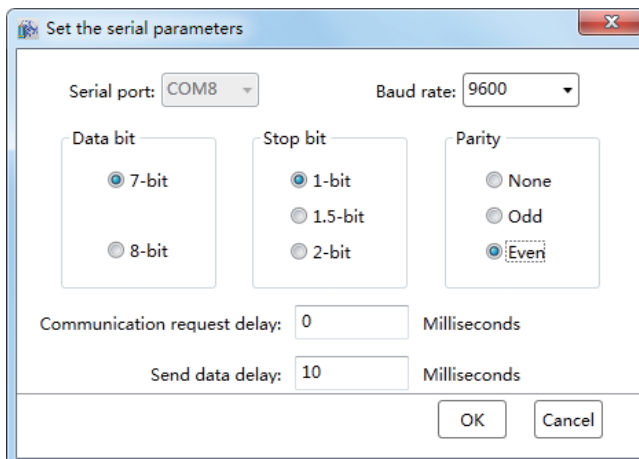 Set the serial parameters
Serial port: COM8 Baud rate: 9600
Data bit Stop bit Parity
7-bit 1-bit None
1.5-bit Odd
8-bit 2-bit Even
Communication request delay: 0 Milliseconds
Send data delay: 10 Milliseconds
OK Cancel